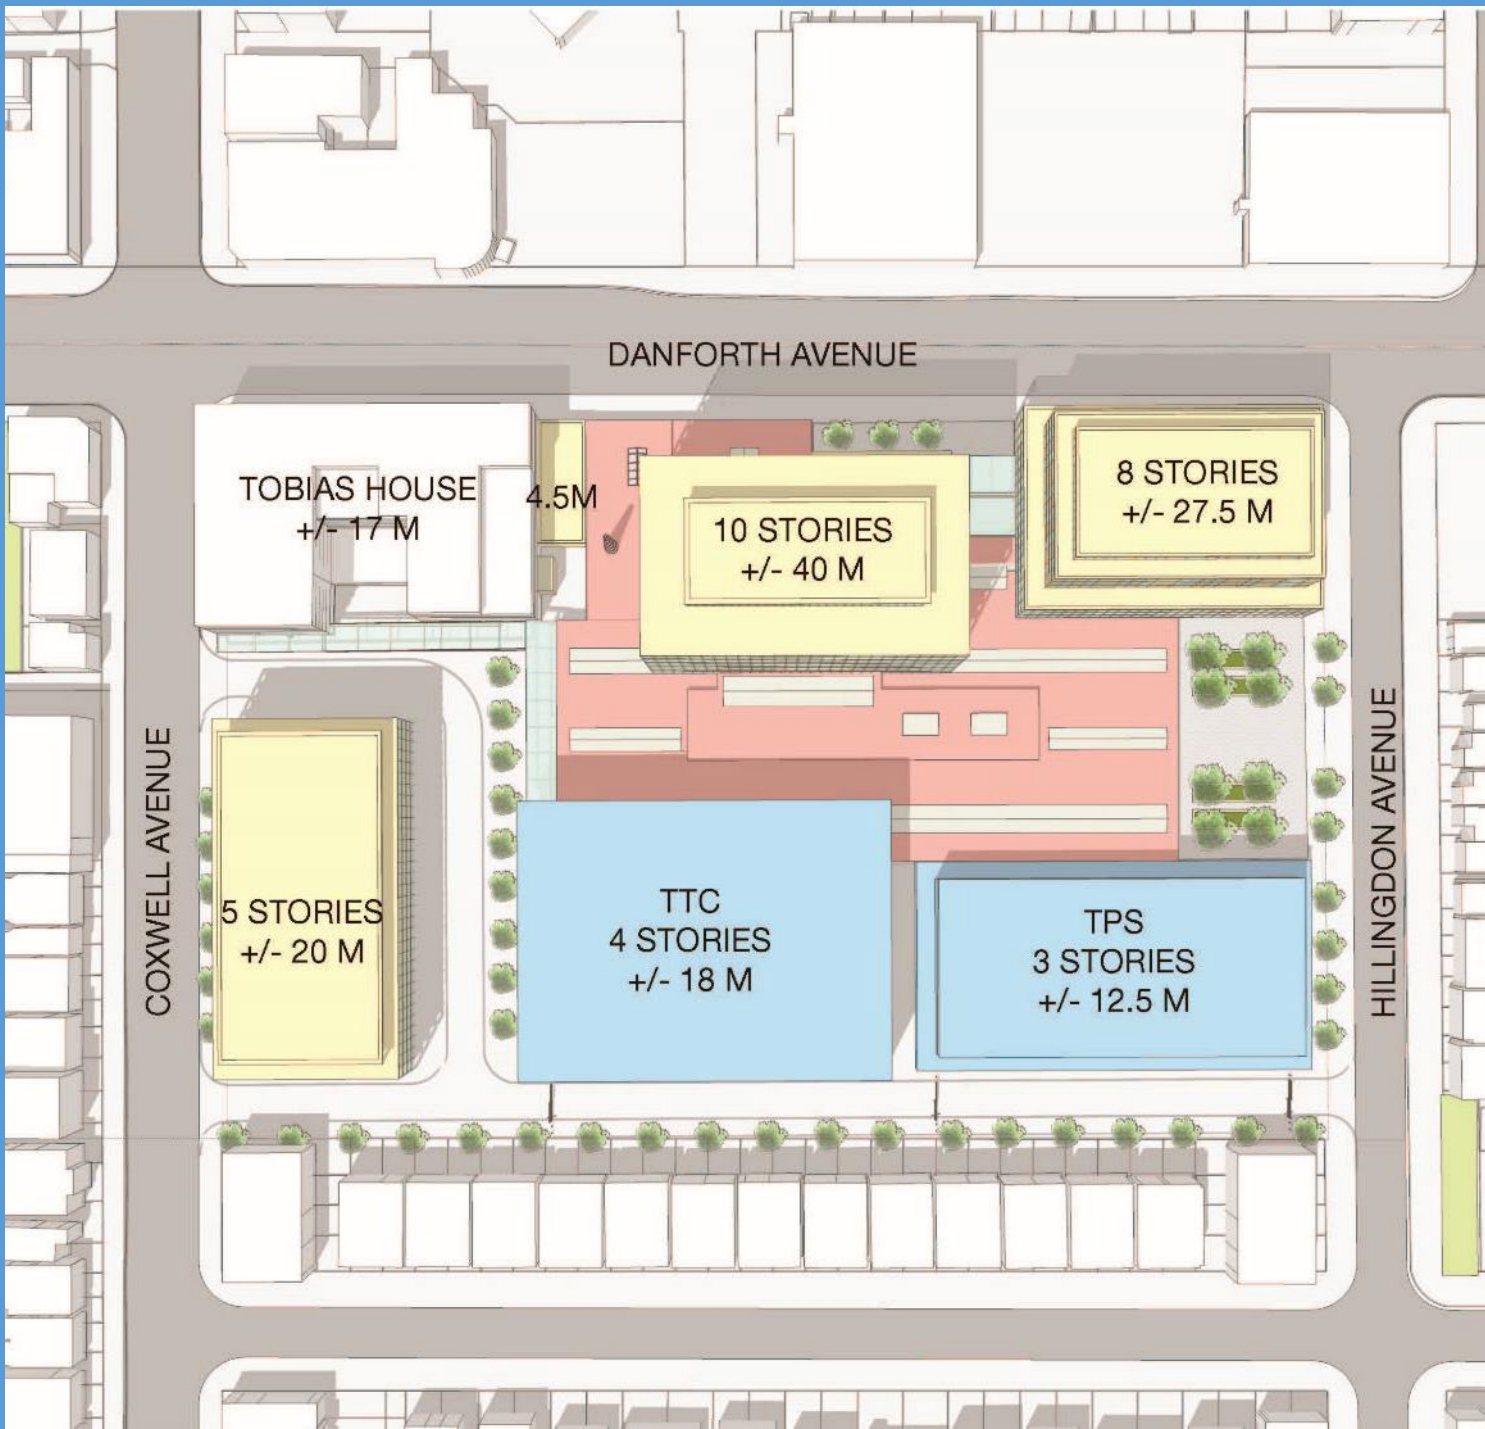 DANFORTH AVENUE
TOBIAS HOUSE
+/- 17 M
4.5M
10 STORIES
+/- 40 M
8 STORIES
+/- 27.5 M
COXWELL AVENUE
5 STORIES
+/- 20 M
TTC
4 STORIES
+/- 18 M
TPS
3 STORIES
+/- 12.5 M
HILLINGDON AVENUE